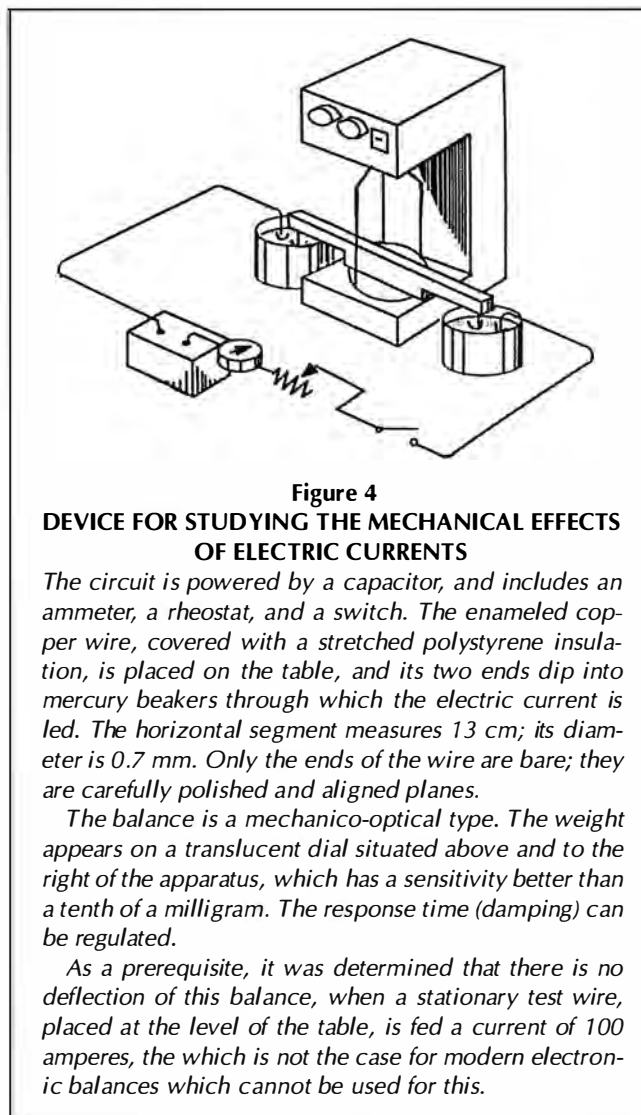 Figure 4
DEVICE FOR STUDYING THE MECHANICAL EFFECTS
OF ELECTRIC CURRENTS
The circuit is powered by a capacitor, and includes an
ammeter, a rheostat, and a switch. The enameled cop-
per wire, covered with a stretched polystyrene insula-
tion, is placed on the table, and its two ends dip into
mercury beakers through which the electric current is
led. The horizontal segment measures 13 cm; its diam-
eter is 0.7 mm. Only the ends of the wire are bare; they
are carefully polished and aligned planes.
The balance is a mechanico-optical type. The weight
appears on a translucent dial situated above and to the
right of the apparatus, which has a sensitivity better than
a tenth of a milligram. The response time (damping) can
be regulated.
As a prerequisite, it was determined that there is no
deflection of this balance, when a stationary test wire,
placed at the level of the table, is fed a current of 100
amperes, the which is not the case for modern electron-
ic balances which cannot be used for this.